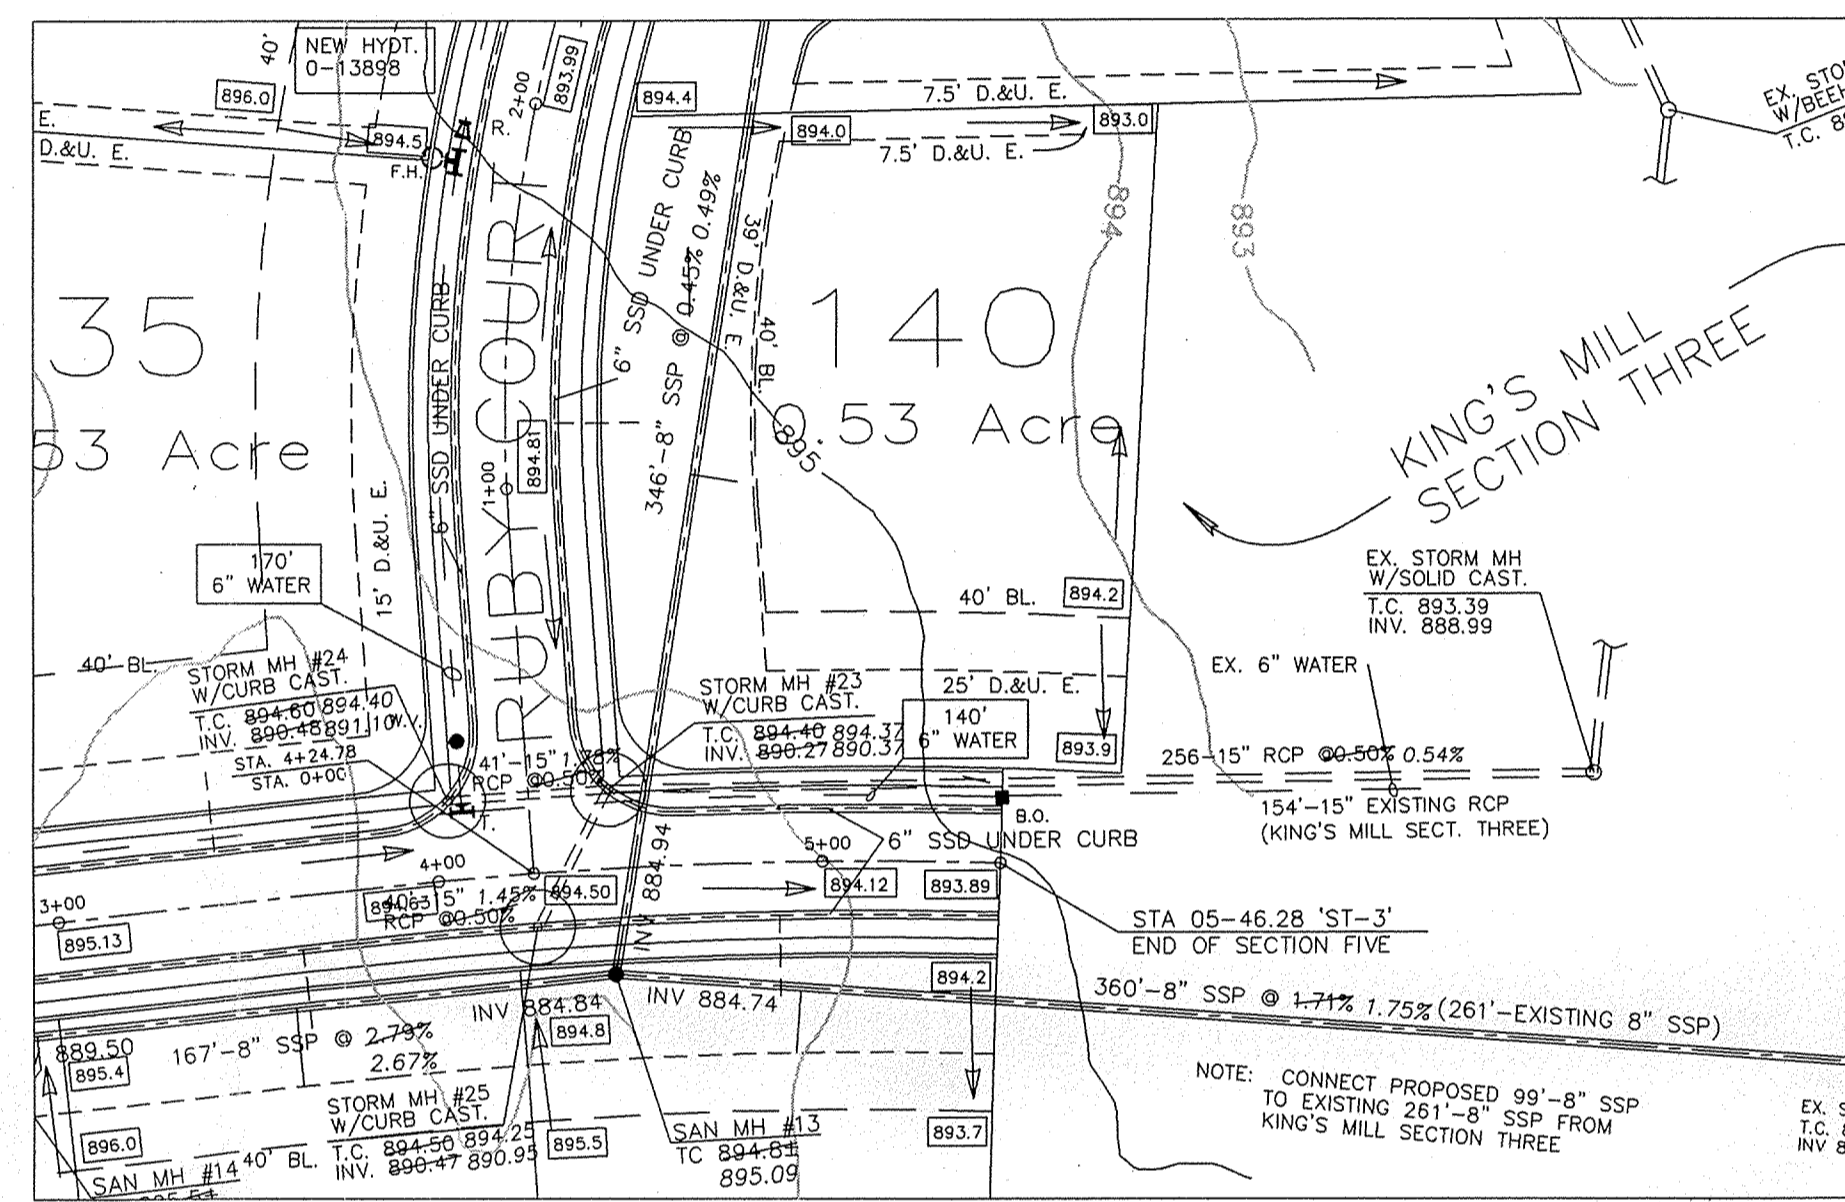 NEW HYDT.
0-13898
40'
896.0
894.5
F.H.
R.
2+00
893.99
894.4
894.0
7.5' D.&U. E.
7.5' D.&U. E.
893.0
EX. STO
W/BEEH
T.C. 89
E.
D.&U. E.
894
893
35
53 Acre
15' D.&U. E.
6" SSD UNDER CURB
RUBY COURT
1+00
894.81
6" SSD UNDER CURB
346'-8" SSP @ 0.45% 0.49%
39' D.&U. E.
40' BL.
140
0.53 Acre
895
KING'S MILL
SECTION THREE
170'
6" WATER
40' BL.
894.2
25' D.&U. E.
EX. STORM MH
W/SOLID CAST.
T.C. 893.39
INV. 888.99
EX. 6" WATER
40' BL.
STORM MH #24
W/CURB CAST.
T.C. 894.60 894.40
INV. 890.48 891.10
W.V.
STA. 4+24.78
STA. 0+00
41'-15" 1.78%
RCP @0.50%
STORM MH #23
W/CURB CAST.
T.C. 894.40 894.37
INV. 890.27 890.37
140'
6" WATER
893.9
256-15" RCP @0.50% 0.54%
154'-15" EXISTING RCP
(KING'S MILL SECT. THREE)
B.O.
T.
6" SSD UNDER CURB
5+00
4+00
3+00
895.13
894.63
40'-15" 1.45%
RCP @0.50%
894.50
INV 884.94
894.12
893.89
STA 05-46.28 'ST-3'
END OF SECTION FIVE
894.2
INV 884.84
INV 884.74
894.8
360'-8" SSP @ 1.71% 1.75% (261'-EXISTING 8" SSP)
889.50
895.4
167'-8" SSP @ 2.79%
2.67%
NOTE: CONNECT PROPOSED 99'-8" SSP
TO EXISTING 261'-8" SSP FROM
KING'S MILL SECTION THREE
STORM MH #25
W/CURB CAST.
T.C. 894.50 894.25
INV. 890.47 890.95
895.5
SAN MH #13
TC 894.81
895.09
893.7
896.0
40' BL.
SAN MH #14
EX. S
T.C. 8
INV 8